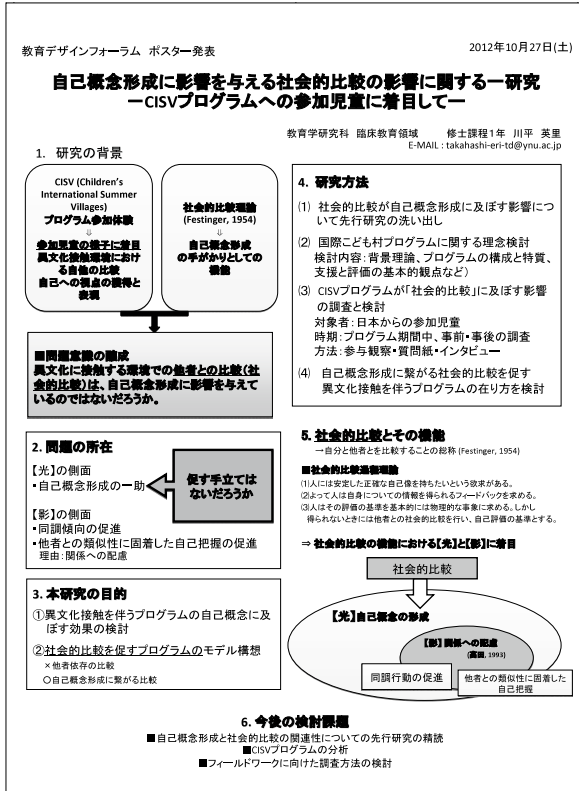 教育デザインフォーラム ポスター発表
2012年10月27日(土)
自己概念形成に影響を与える社会的比較の影響に関する一研究
ーCISVプログラムへの参加児童に着目してー
教育学研究科 臨床教育領域 修士課程1年 川平 英里
E-MAIL : takahashi-eri-td@ynu.ac.jp
1. 研究の背景
CISV (Children's
International Summer
Villages)
プログラム参加体験
⇓
参加児童の様子に着目
異文化接触環境にお
ける自他の比較
自己への視点の獲得と
表現
社会的比較理論
(Festinger, 1954)
⇓
自己概念形成
の手がかりとしての
機能
■問題意識の醸成
異文化に接触する環境での他者との比較(社
会的比較)は、自己概念形成に影響を与えて
いるのではないだろうか。
2. 問題の所在
【光】の側面
・自己概念形成の一助
【影】の側面
・同調傾向の促進
・他者との類似性に固着した自己把握の促進
理由:関係への配慮
促す手立ては
ないだろうか
3. 本研究の目的
①異文化接触を伴うプログラムの自己概念に及
ぼす効果の検討
②社会的比較を促すプログラムのモデル構想
×他者依存の比較
○自己概念形成に繋がる比較
4. 研究方法
(1) 社会的比較が自己概念形成に及ぼす影響につ
いて先行研究の洗い出し
(2) 国際こども村プログラムに関する理念検討
検討内容:背景理論、プログラムの構成と特質、
支援と評価の基本的観点など)
(3) CISVプログラムが「社会的比較」に及ぼす影響
の調査と検討
対象者:日本からの参加児童
時期:プログラム期間中、事前・事後の調査
方法:参与観察・質問紙・インタビュー
(4) 自己概念形成に繋がる社会的比較を促す
異文化接触を伴うプログラムの在り方を検討
5. 社会的比較とその機能
→自分と他者とを比較することの総称 (Festinger, 1954)
■社会的比較過程理論
(1)人には安定した正確な自己像を持ちたいという欲求がある。
(2)よって人は自身についての情報を得られるフィードバックを求める。
(3)人はその評価の基準を基本的には物理的な事象に求める。しかし
得られないときには他者との社会的比較を行い、自己評価の基準とする。
⇒ 社会的比較の機能における【光】と【影】に着目
社会的比較
【光】自己概念の形成
【影】関係への配慮
(高田, 1993)
同調行動の促進
他者との類似性に固着した
自己把握
6. 今後の検討課題
■自己概念形成と社会的比較の関連性についての先行研究の精読
■CISVプログラムの分析
■フィールドワークに向けた調査方法の検討